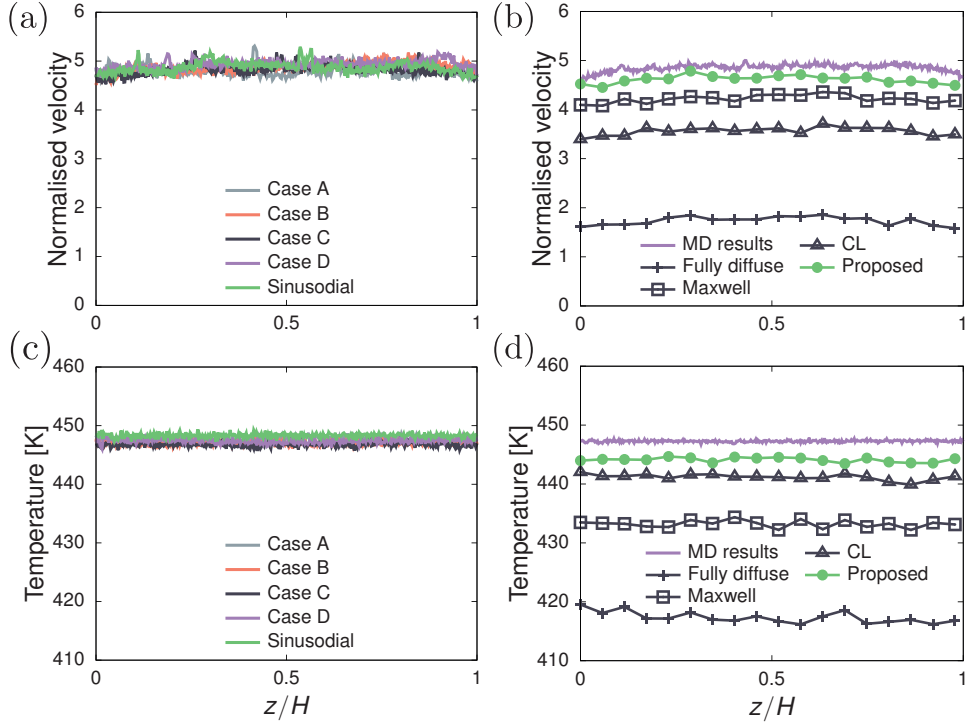 (a)
Normalised velocity
6
5
4
3
2
1
0
Case A
Case B
Case C
Case D
Sinusodial
0
0.5
1
(b)
Normalised velocity
6
5
4
3
2
1
0
MD results
Fully diffuse
Maxwell
CL
Proposed
0
0.5
1
(c)
Temperature [K]
460
450
440
430
420
410
Case A
Case B
Case C
Case D
Sinusodial
0
0.5
1
z/H
(d)
Temperature [K]
460
450
440
430
420
410
MD results
Fully diffuse
Maxwell
CL
Proposed
0
0.5
1
z/H